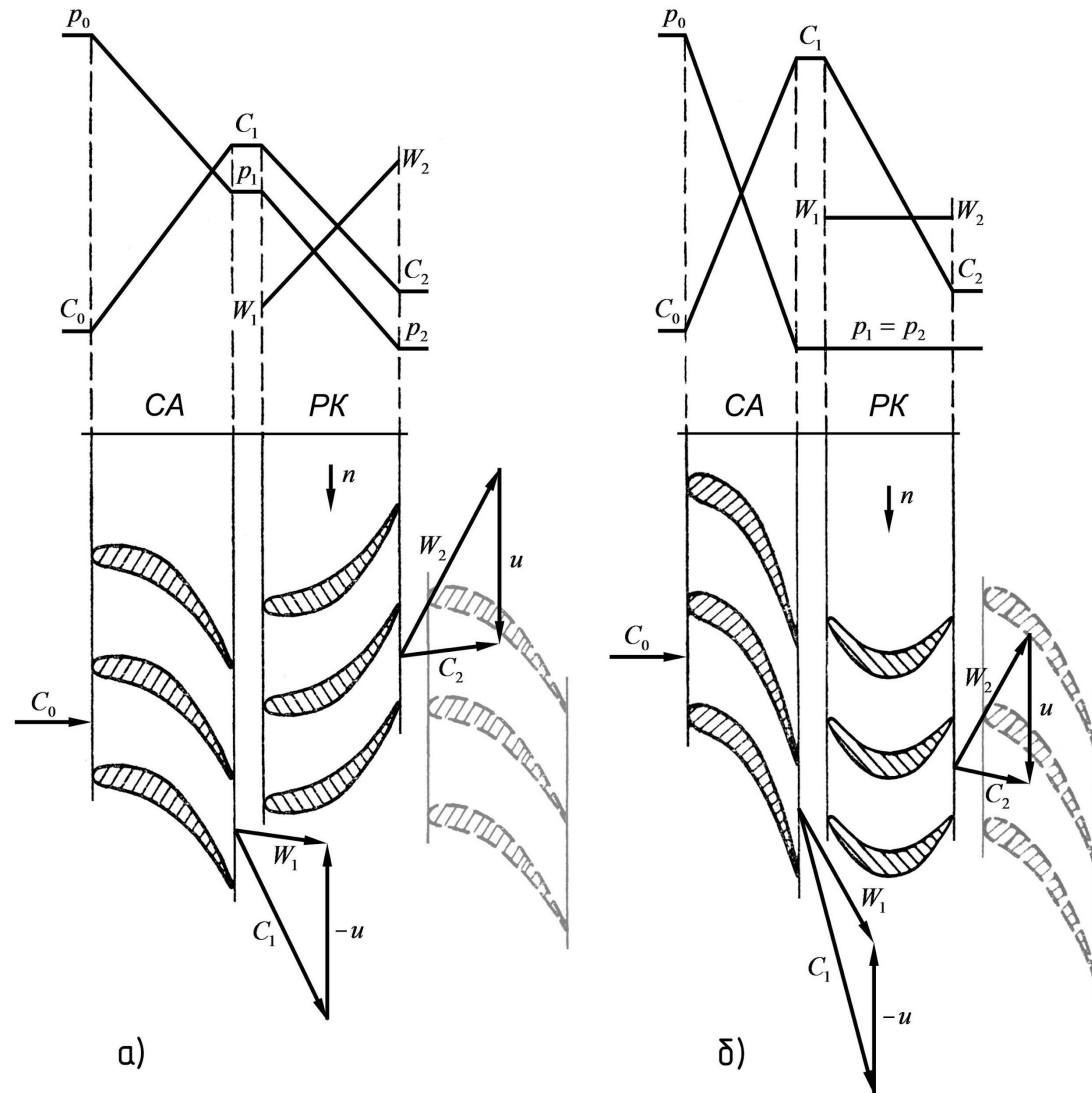 p₀
C₁
p₁
W₂
W₁
C₀
C₂
p₂
СА
РК
n
W₂
u
C₂
C₀
W₁
C₁
−u
а)
p₀
C₁
W₁
W₂
C₂
C₀
p₁ = p₂
СА
РК
n
C₀
W₂
u
C₂
W₁
C₁
−u
б)